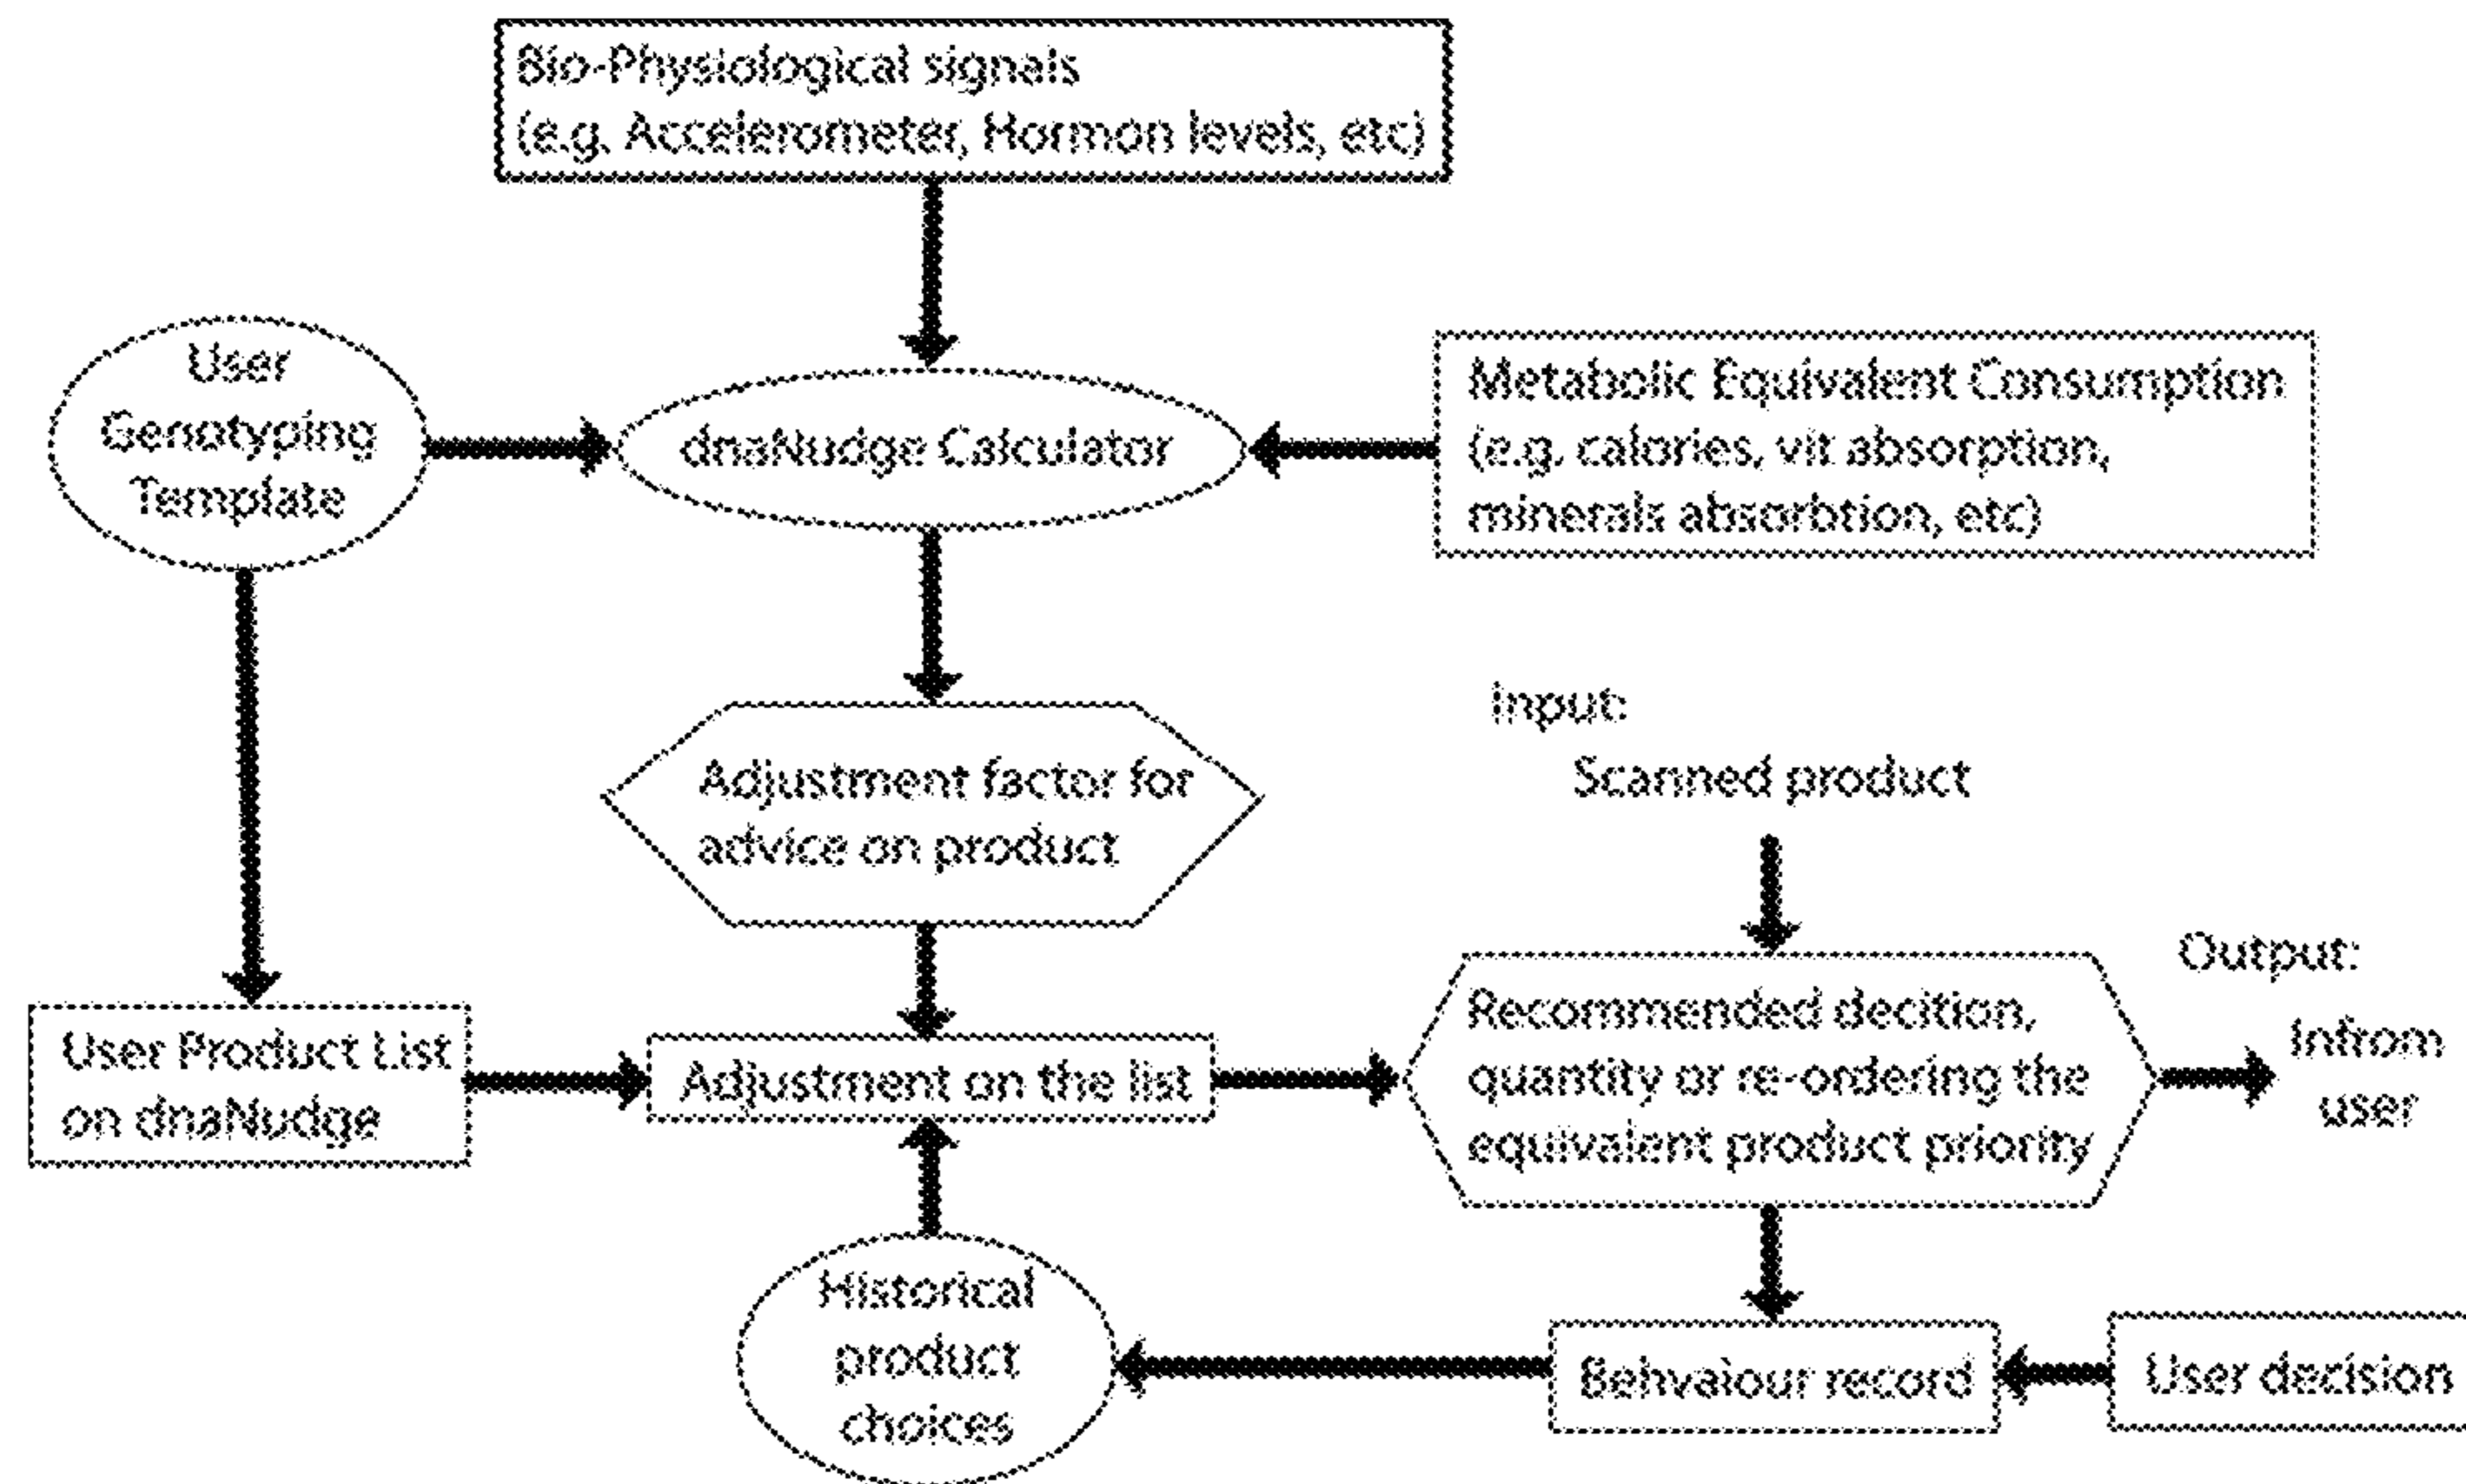 Bio-Physiological signals
(e.g. Accelerometer, Hormon levels, etc)
User
Genotyping
Template
dnaNudge Calculator
Metabolic Equivalent Consumption
(e.g. calories, vit absorption,
minerals absorbtion, etc)
Adjustment factor for
advice on product
Input:
Scanned product
User Product List
on dnaNudge
Adjustment on the list
Recommended decition,
quantity or re-ordering the
equivalent product priority
Output:
Infrom
user
Historical
product
choices
Behvaiour record
User decision